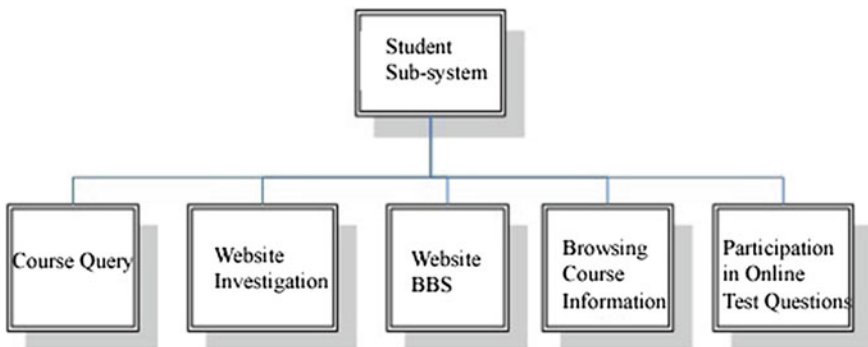 Student
Sub-system
Course Query
Website
Investigation
Website
BBS
Browsing
Course
Information
Participation
in Online
Test Questions